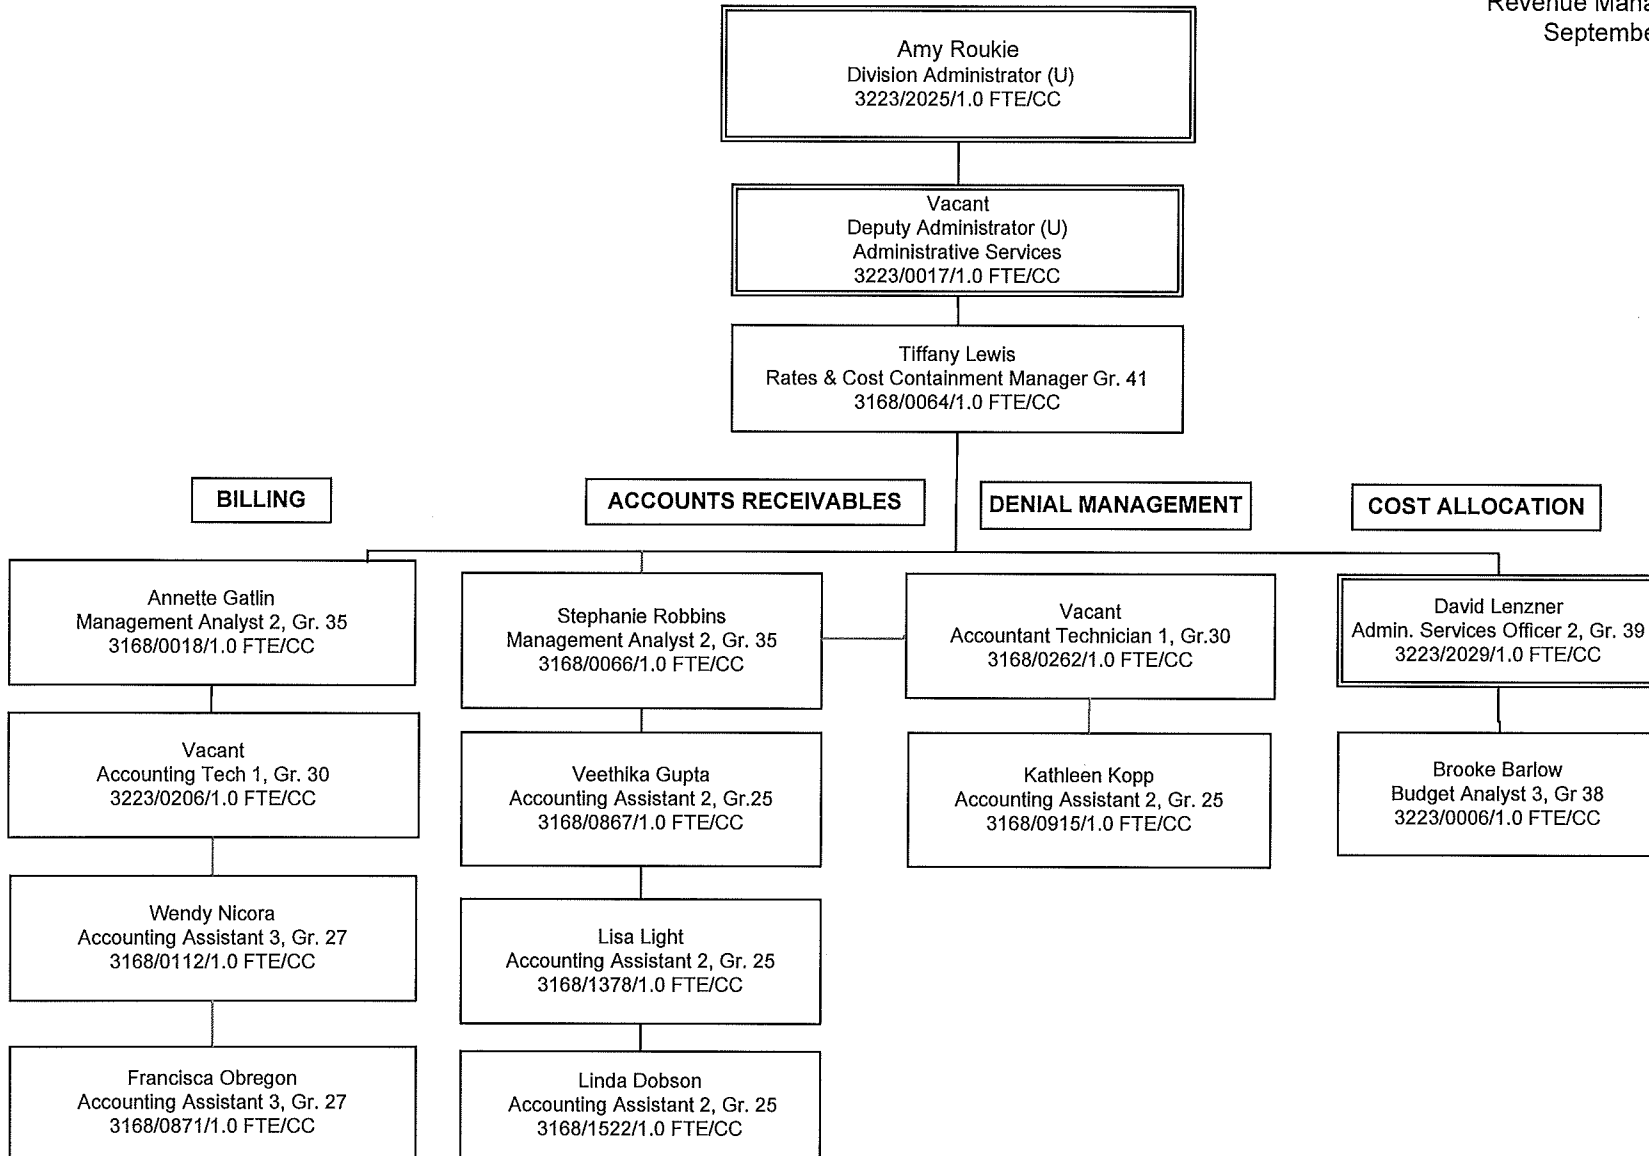 Revenue
September
Amy Roukie
Division Administrator (U)
3223/2025/1.0 FTE/CC
Vacant
Deputy Administrator (U)
Administrative Services
3223/0017/1.0 FTE/CC
Tiffany Lewis
Rates & Cost Containment Manager Gr. 41
3168/0064/1.0 FTE/CC
BILLING
ACCOUNTS RECEIVABLES
DENIAL MANAGEMENT
COST ALLOCATION
Annette Gatlin
Management Analyst 2, Gr. 35
3168/0018/1.0 FTE/CC
Vacant
Accounting Tech 1, Gr. 30
3223/0206/1.0 FTE/CC
Wendy Nicora
Accounting Assistant 3, Gr. 27
3168/0112/1.0 FTE/CC
Francisca Obregon
Accounting Assistant 3, Gr. 27
3168/0871/1.0 FTE/CC
Stephanie Robbins
Management Analyst 2, Gr. 35
3168/0066/1.0 FTE/CC
Veethika Gupta
Accounting Assistant 2, Gr.25
3168/0867/1.0 FTE/CC
Lisa Light
Accounting Assistant 2, Gr. 25
3168/1378/1.0 FTE/CC
Linda Dobson
Accounting Assistant 2, Gr. 25
3168/1522/1.0 FTE/CC
Vacant
Accountant Technician 1, Gr.30
3168/0262/1.0 FTE/CC
Kathleen Kopp
Accounting Assistant 2, Gr. 25
3168/0915/1.0 FTE/CC
David Lenzner
Admin. Services Officer 2, Gr. 39
3223/2029/1.0 FTE/CC
Brooke Barlow
Budget Analyst 3, Gr 38
3223/0006/1.0 FTE/CC